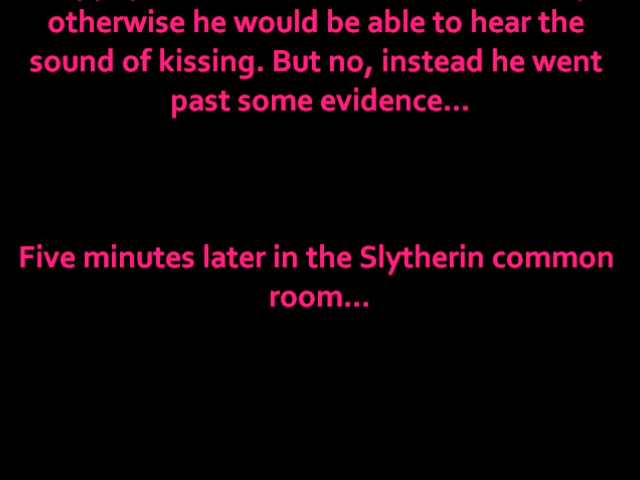 otherwise he would be able to hear the
sound of kissing. But no, instead he went
past some evidence...
Five minutes later in the Slytherin common
room...